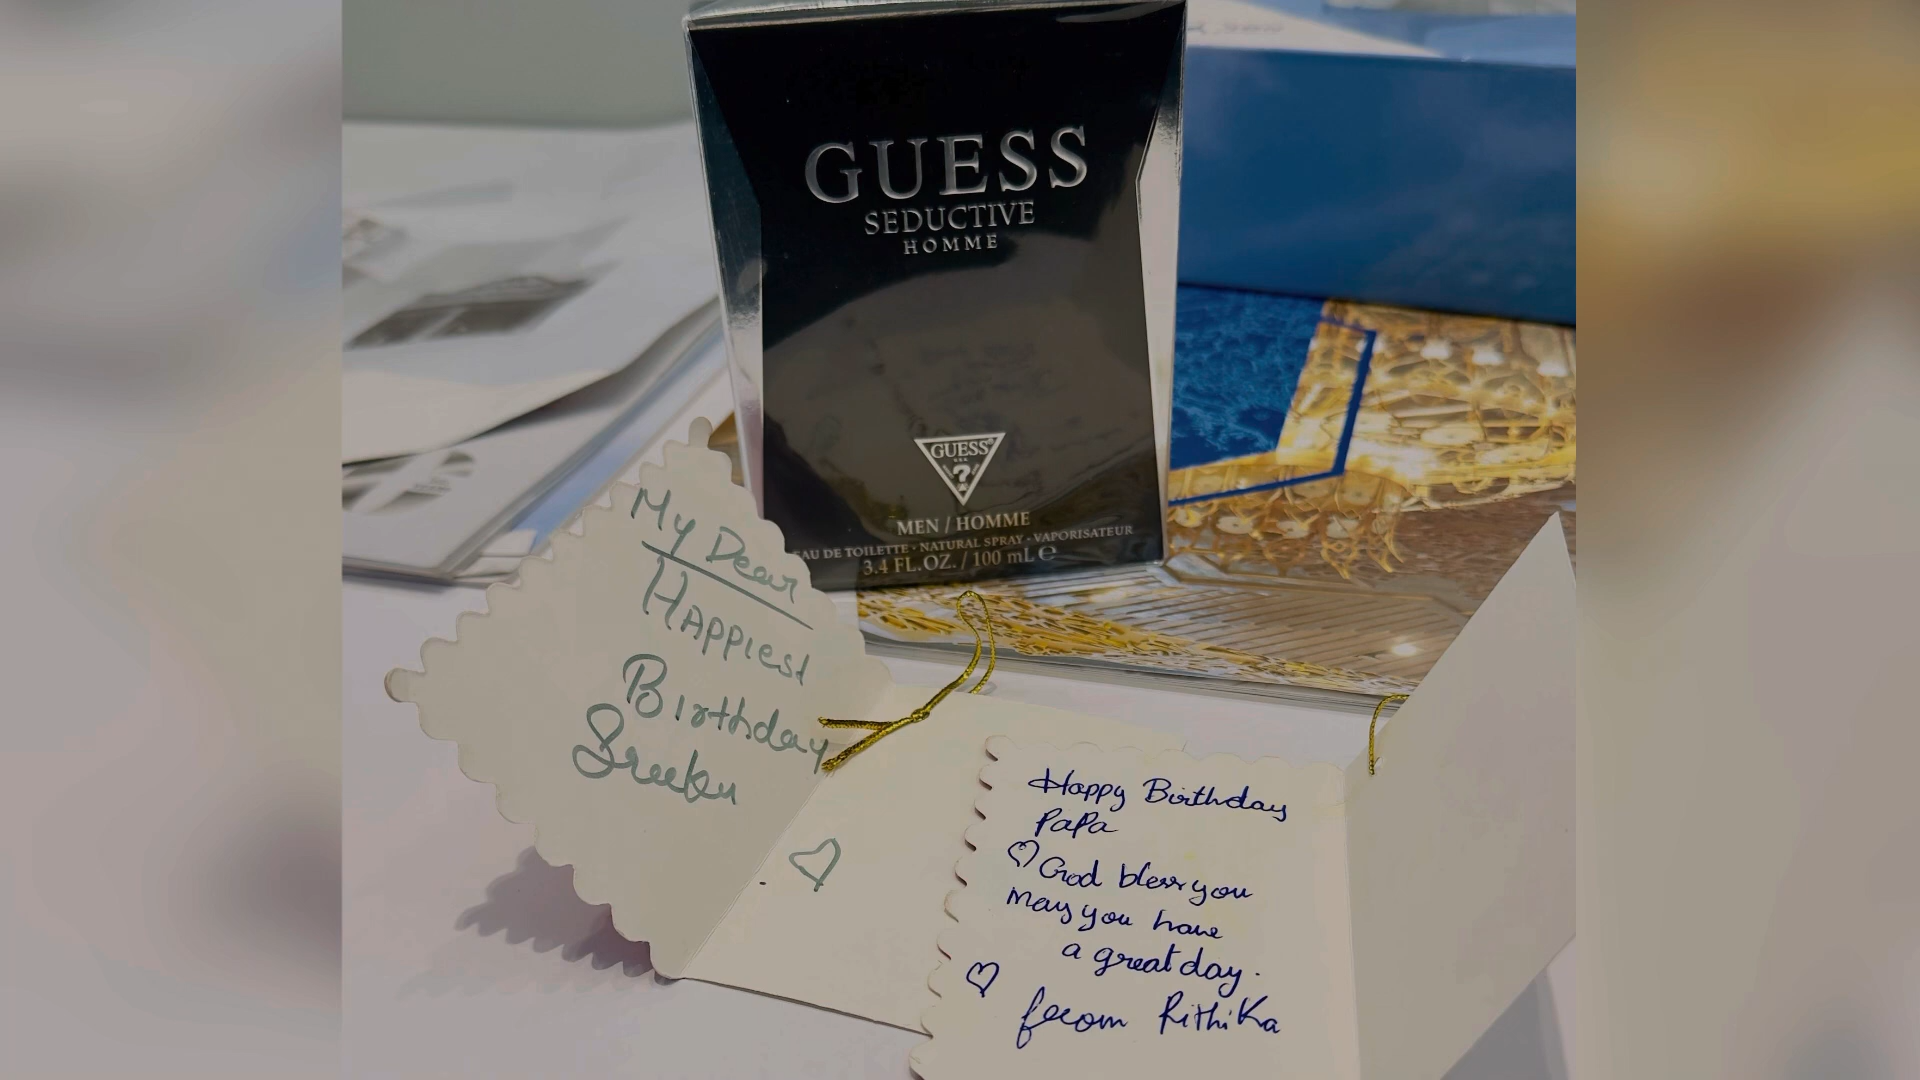 GUESS
SEDUCTIVE
HOMME
GUESS®
?
MEN / HOMME
EAU DE TOILETTE · NATURAL SPRAY · VAPORISATEUR
3.4 FL.OZ. / 100 mL ℮
My Dear
HAPPIEST
Birthday
Happy Birthday
PaPa
♡ God bless you
may you have
a great day.
♡
from RithiKa